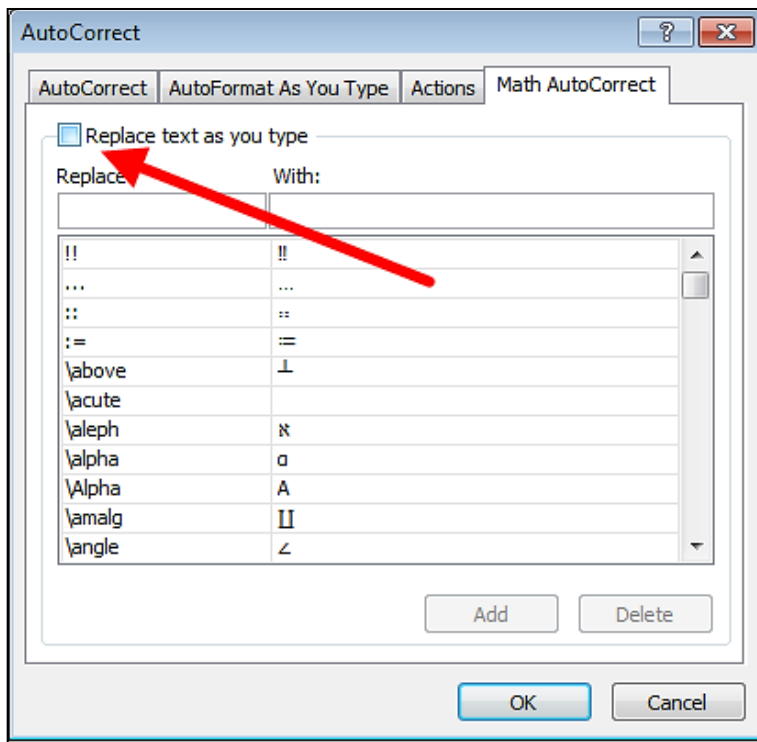 AutoCorrect
AutoCorrect AutoFormat As You Type Actions Math AutoCorrect
Replace text as you type
Replace With:
!! ‼
... …
:: ∷
:= ≔
\above ┴
\acute
\aleph ℵ
\alpha α
\Alpha Α
\amalg ∐
\angle ∠
Add Delete
OK Cancel